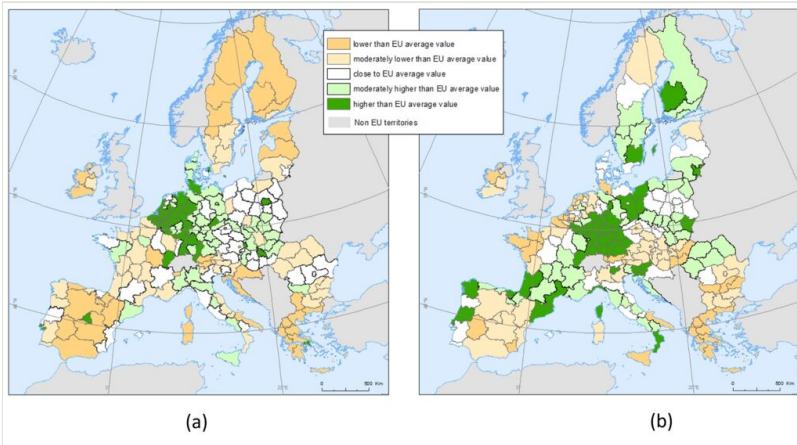 lower than EU average value
moderately lower than EU average value
close to EU average value
moderately higher than EU average value
higher than EU average value
Non EU territories
0 500 Km
0 500 Km
(a)
(b)